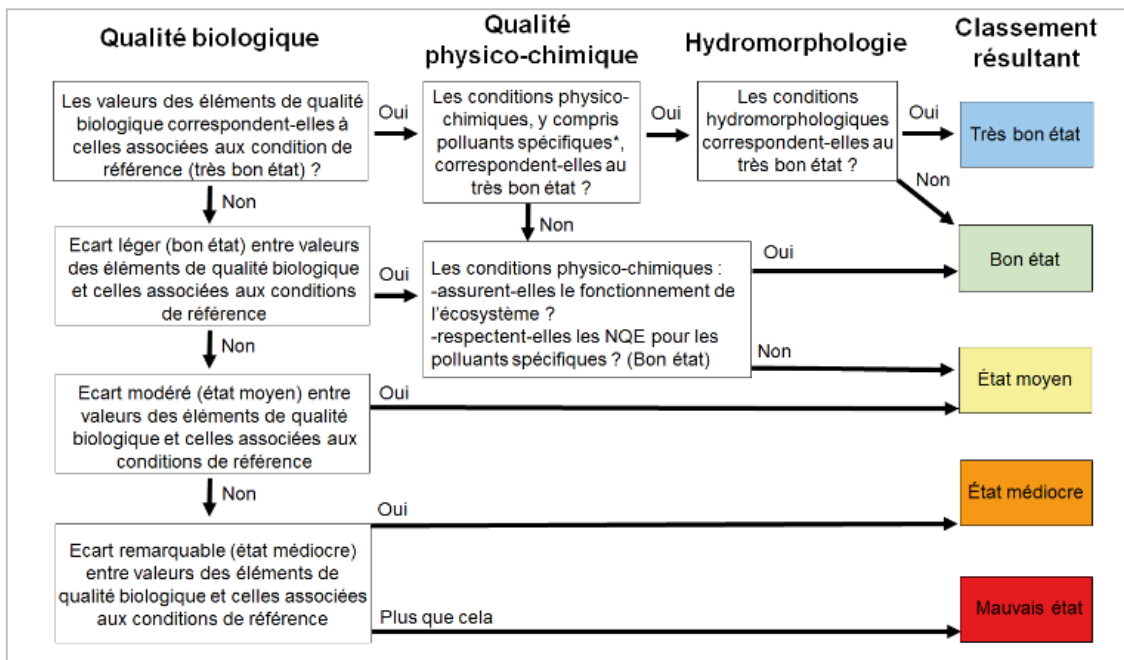 Qualité biologique
Qualité
physico-chimique
Hydromorphologie
Classement
résultant
Les valeurs des éléments de qualité
biologique correspondent-elles à
celles associées aux condition de
référence (très bon état) ?
Oui
Les conditions physico-
chimiques, y compris
polluants spécifiques*,
correspondent-elles au
très bon état ?
Oui
Les conditions
hydromorphologiques
correspondent-elles au
très bon état ?
Oui
Très bon état
Non
Non
Non
Ecart léger (bon état) entre valeurs
des éléments de qualité biologique
et celles associées aux conditions
de référence
Oui
Les conditions physico-chimiques :
-assurent-elles le fonctionnement de
l'écosystème ?
-respectent-elles les NQE pour les
polluants spécifiques ? (Bon état)
Oui
Bon état
Non
Non
État moyen
Ecart modéré (état moyen) entre
valeurs des éléments de qualité
biologique et celles associées aux
conditions de référence
Oui
Non
Oui
État médiocre
Ecart remarquable (état médiocre)
entre valeurs des éléments de
qualité biologique et celles associées
aux conditions de référence
Plus que cela
Mauvais état